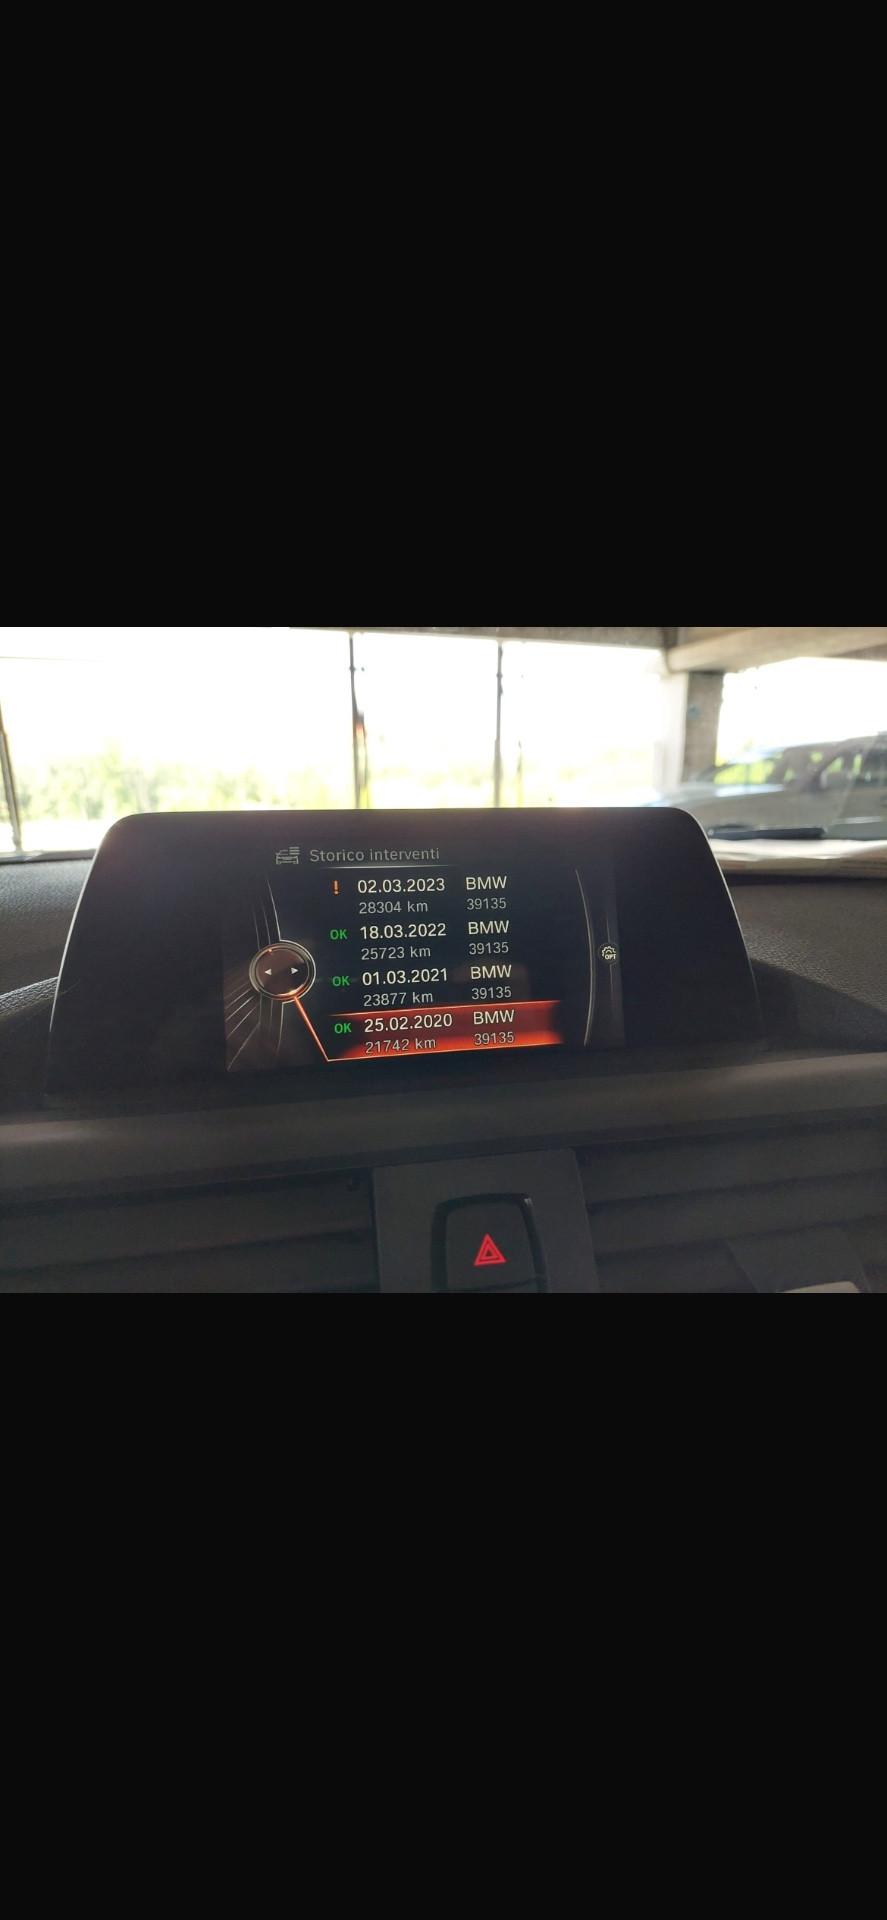 Storico interventi
! 02.03.2023 BMW
28304 km 39135
OK 18.03.2022 BMW
25723 km 39135
OK 01.03.2021 BMW
23877 km 39135
OK 25.02.2020 BMW
21742 km 39135
OPT